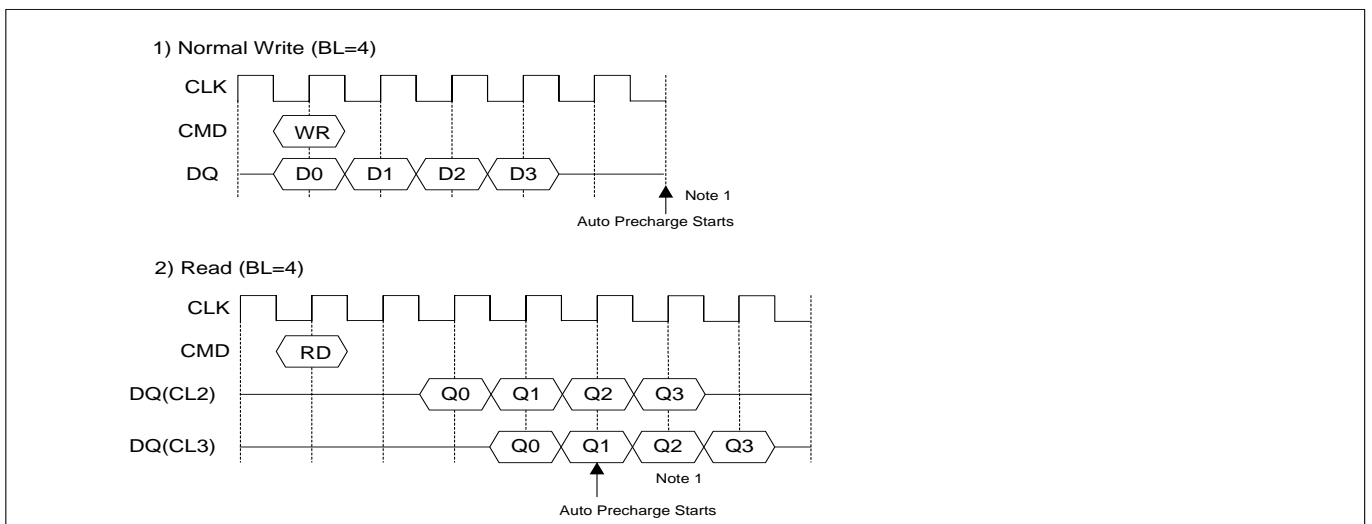 1) Normal Write (BL=4)
CLK
CMD WR
DQ D0 D1 D2 D3
Note 1
Auto Precharge Starts
2) Read (BL=4)
CLK
CMD RD
DQ(CL2) Q0 Q1 Q2 Q3
DQ(CL3) Q0 Q1 Q2 Q3
Note 1
Auto Precharge Starts